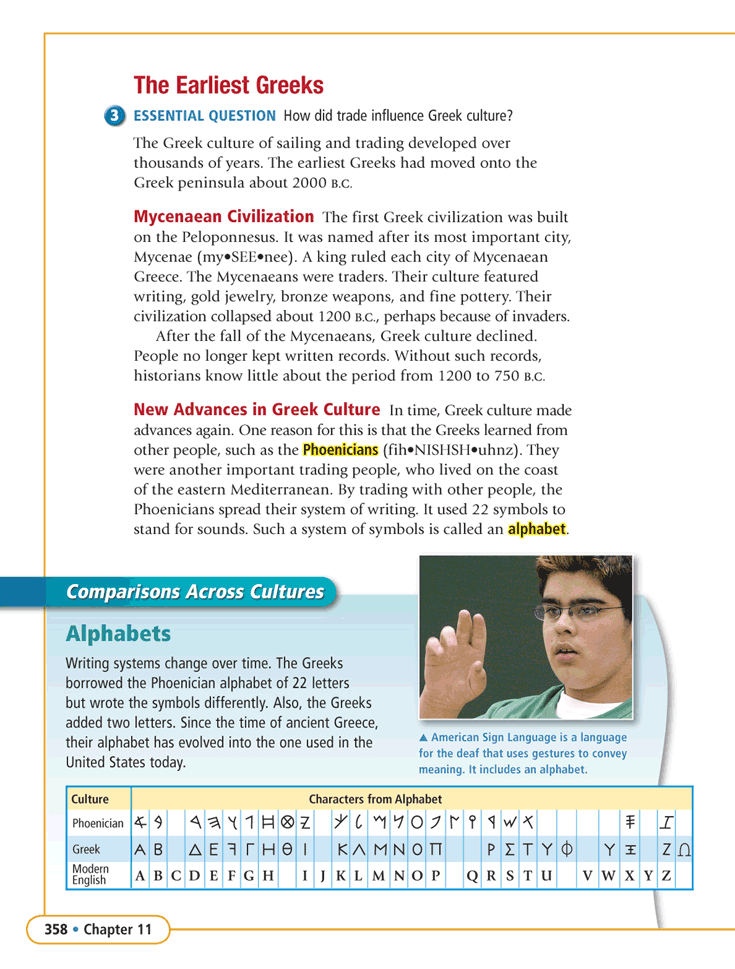 The Earliest Greeks
3 ESSENTIAL QUESTION How did trade influence Greek culture?
The Greek culture of sailing and trading developed over
thousands of years. The earliest Greeks had moved onto the
Greek peninsula about 2000 B.C.
Mycenaean Civilization The first Greek civilization was built
on the Peloponnesus. It was named after its most important city,
Mycenae (my•SEE•nee). A king ruled each city of Mycenaean
Greece. The Mycenaeans were traders. Their culture featured
writing, gold jewelry, bronze weapons, and fine pottery. Their
civilization collapsed about 1200 B.C., perhaps because of invaders.
After the fall of the Mycenaeans, Greek culture declined.
People no longer kept written records. Without such records,
historians know little about the period from 1200 to 750 B.C.
New Advances in Greek Culture In time, Greek culture made
advances again. One reason for this is that the Greeks learned from
other people, such as the Phoenicians (fih•NISHSH•uhnz). They
were another important trading people, who lived on the coast
of the eastern Mediterranean. By trading with other people, the
Phoenicians spread their system of writing. It used 22 symbols to
stand for sounds. Such a system of symbols is called an alphabet.
Comparisons Across Cultures
Alphabets
Writing systems change over time. The Greeks
borrowed the Phoenician alphabet of 22 letters
but wrote the symbols differently. Also, the Greeks
added two letters. Since the time of ancient Greece,
their alphabet has evolved into the one used in the
United States today.
▲ American Sign Language is a language
for the deaf that uses gestures to convey
meaning. It includes an alphabet.
Culture Characters from Alphabet
Phoenician
Greek Α Β Δ Ε Γ Η Θ Ι Κ Λ Μ Ν Ο Π Ρ Σ Τ Υ Φ Υ Ζ Ω
Modern
English A B C D E F G H I J K L M N O P Q R S T U V W X Y Z
358 • Chapter 11